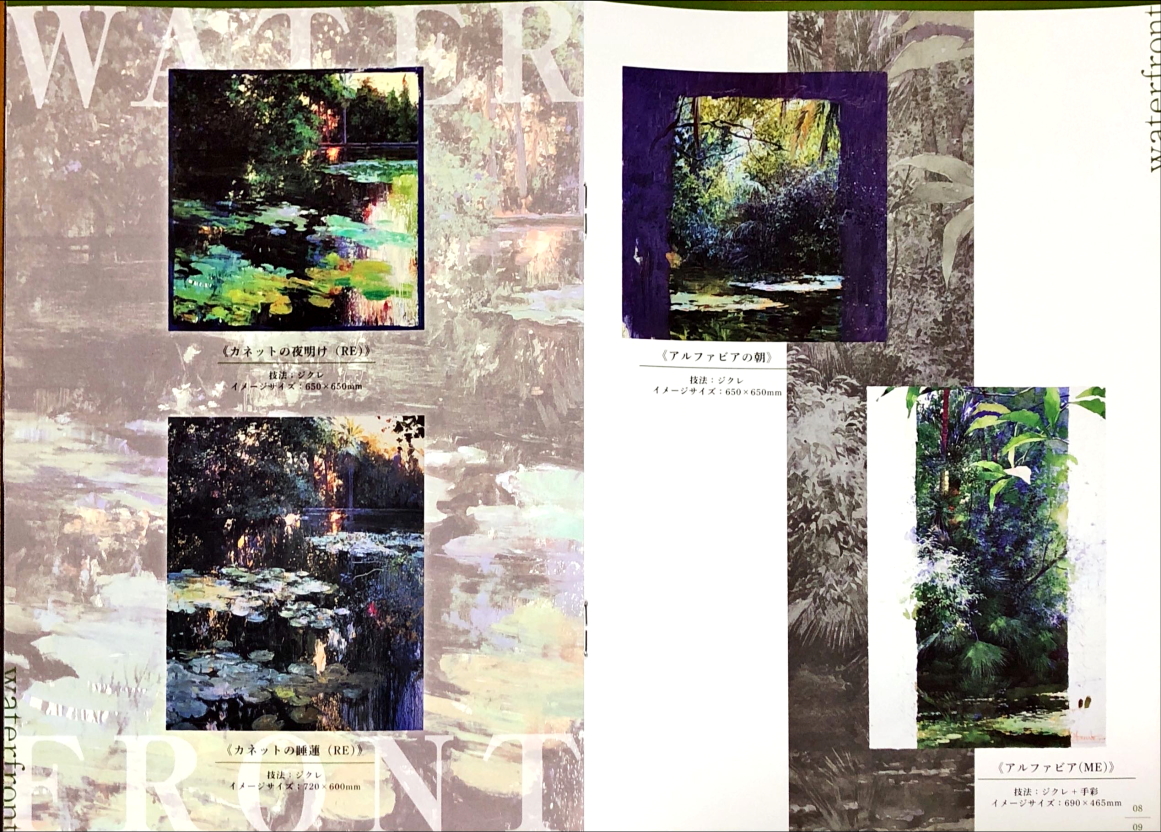 WATER
《カネットの夜明け（RE）》
技法：ジクレ
イメージサイズ：650×650mm
《カネットの睡蓮（RE）》
技法：ジクレ
イメージサイズ：720×600mm
FRONT
waterfront
《アルファビアの朝》
技法：ジクレ
イメージサイズ：650×650mm
《アルファビア(ME)》
技法：ジクレ＋手彩
イメージサイズ：690×465mm
waterfront
08
09